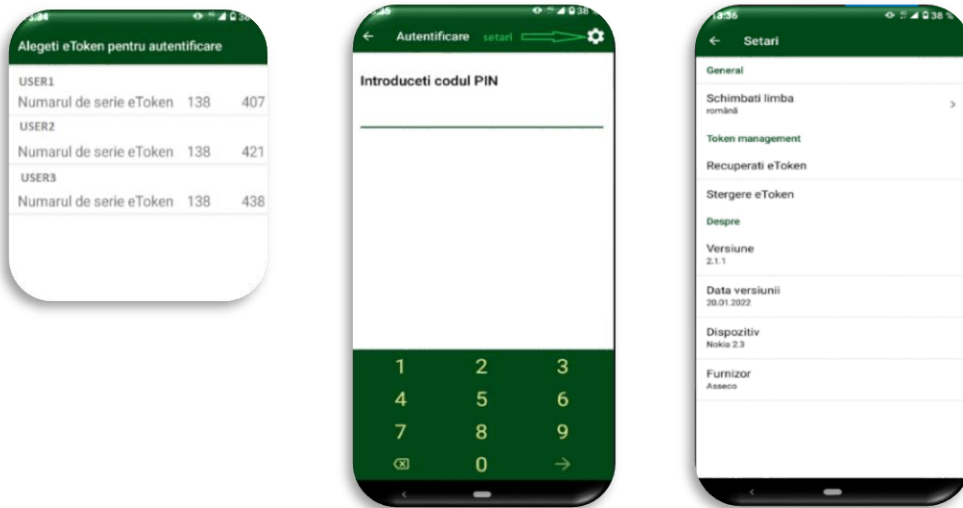 Alegeti eToken pentru autentificare
USER1
Numarul de serie eToken 138 407
USER2
Numarul de serie eToken 138 421
USER3
Numarul de serie eToken 138 438
Autentificare setari
Introduceti codul PIN
1 2 3
4 5 6
7 8 9
0
13:36 38 %
Setari
General
Schimbati limba
română
Token management
Recuperati eToken
Stergere eToken
Despre
Versiune
2.1.1
Data versiunii
20.01.2022
Dispozitiv
Nokia 2.3
Furnizor
Asseco